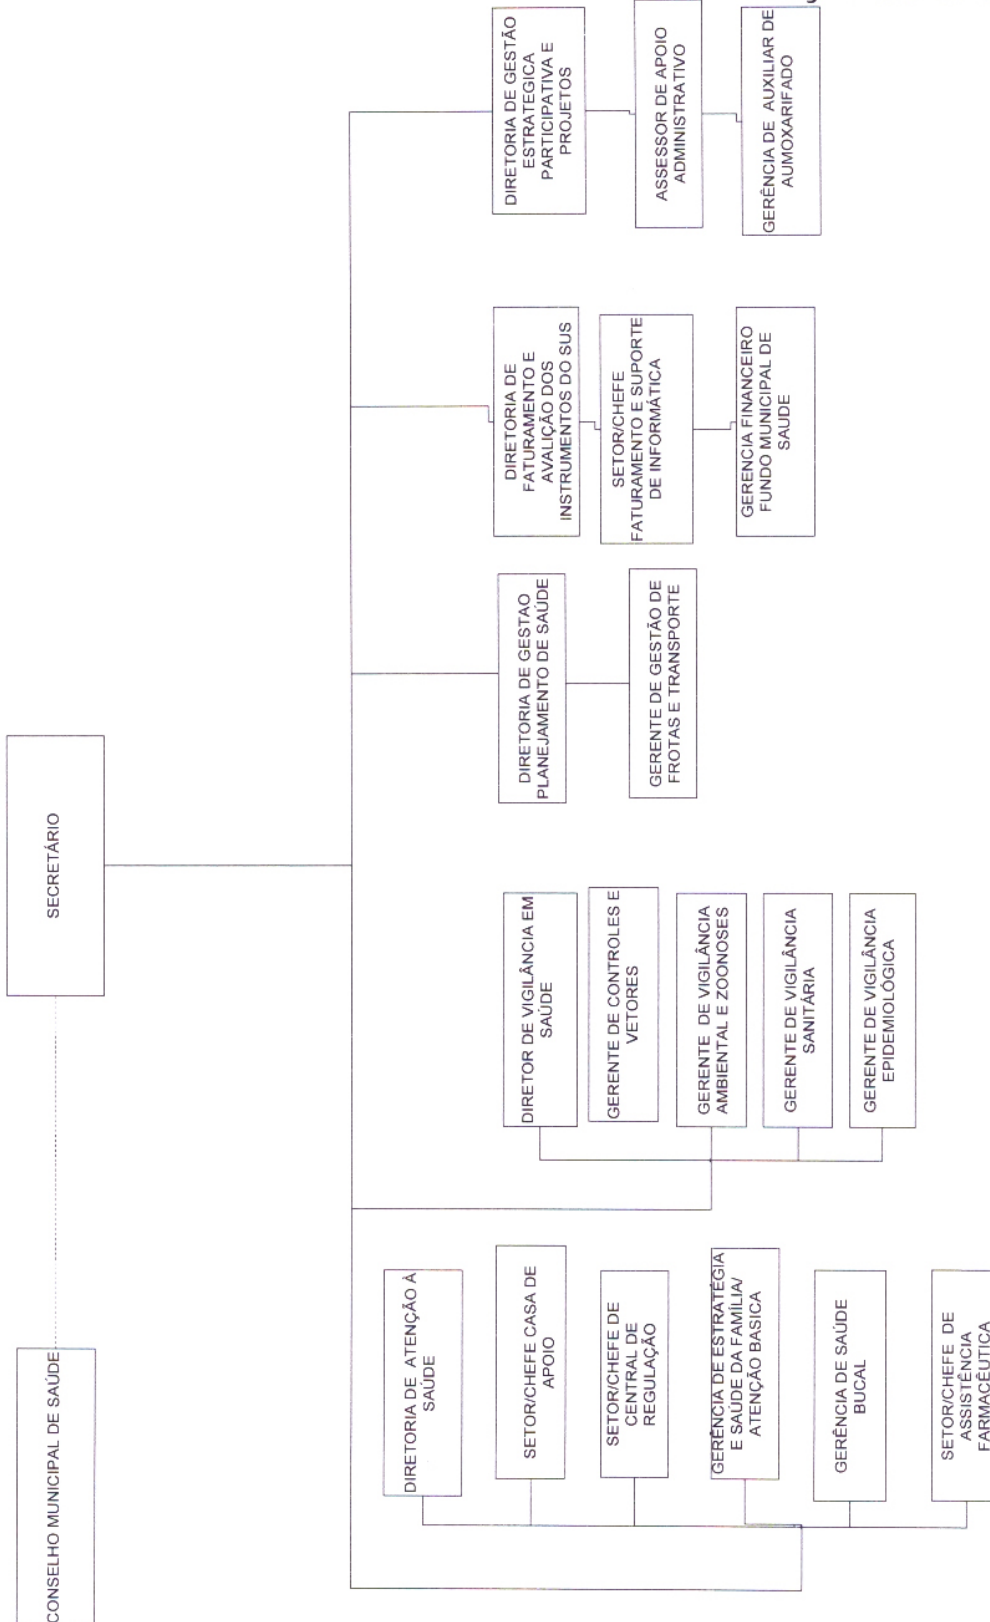 CONSELHO MUNICIPAL DE SAÚDE
SECRETÁRIO
DIRETORIA DE ATENÇÃO À
SAÚDE
SETOR/CHEFE CASA DE
APOIO
SETOR/CHEFE DE
CENTRAL DE
REGULAÇÃO
GERÊNCIA DE ESTRATÉGIA
E SAÚDE DA FAMÍLIA/
ATENÇÃO BASICA
GERÊNCIA DE SAÚDE
BUCAL
SETOR/CHEFE DE
ASSISTÊNCIA
FARMACÊUTICA
DIRETOR DE VIGILÂNCIA EM
SAÚDE
GERENTE DE CONTROLES E
VETORES
GERENTE DE VIGILÂNCIA
AMBIENTAL E ZOONOSES
GERENTE DE VIGILÂNCIA
SANITÁRIA
GERENTE DE VIGILÂNCIA
EPIDEMIOLÓGICA
DIRETORIA DE GESTAO
PLANEJAMENTO DE SAÚDE
GERENTE DE GESTÃO DE
FROTAS E TRANSPORTE
DIRETORIA DE
FATURAMENTO E
AVALIÇÃO DOS
INSTRUMENTOS DO SUS
SETOR/CHEFE
FATURAMENTO E SUPORTE
DE INFORMÁTICA
GERENCIA FINANCEIRO
FUNDO MUNICIPAL DE
SAUDE
DIRETORIA DE GESTÃO
ESTRATEGICA
PARTICIPATIVA E
PROJETOS
ASSESSOR DE APOIO
ADMINISTRATIVO
GERÊNCIA DE AUXILIAR DE
AUMOXARIFADO